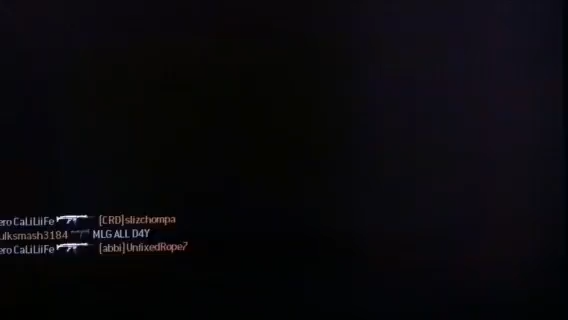 ero CaLiLiiFe [CRD]slizchompa
ulksmash3184 MLG ALL D4Y
ero CaLiLiiFe [abbi]UnfixedRope7